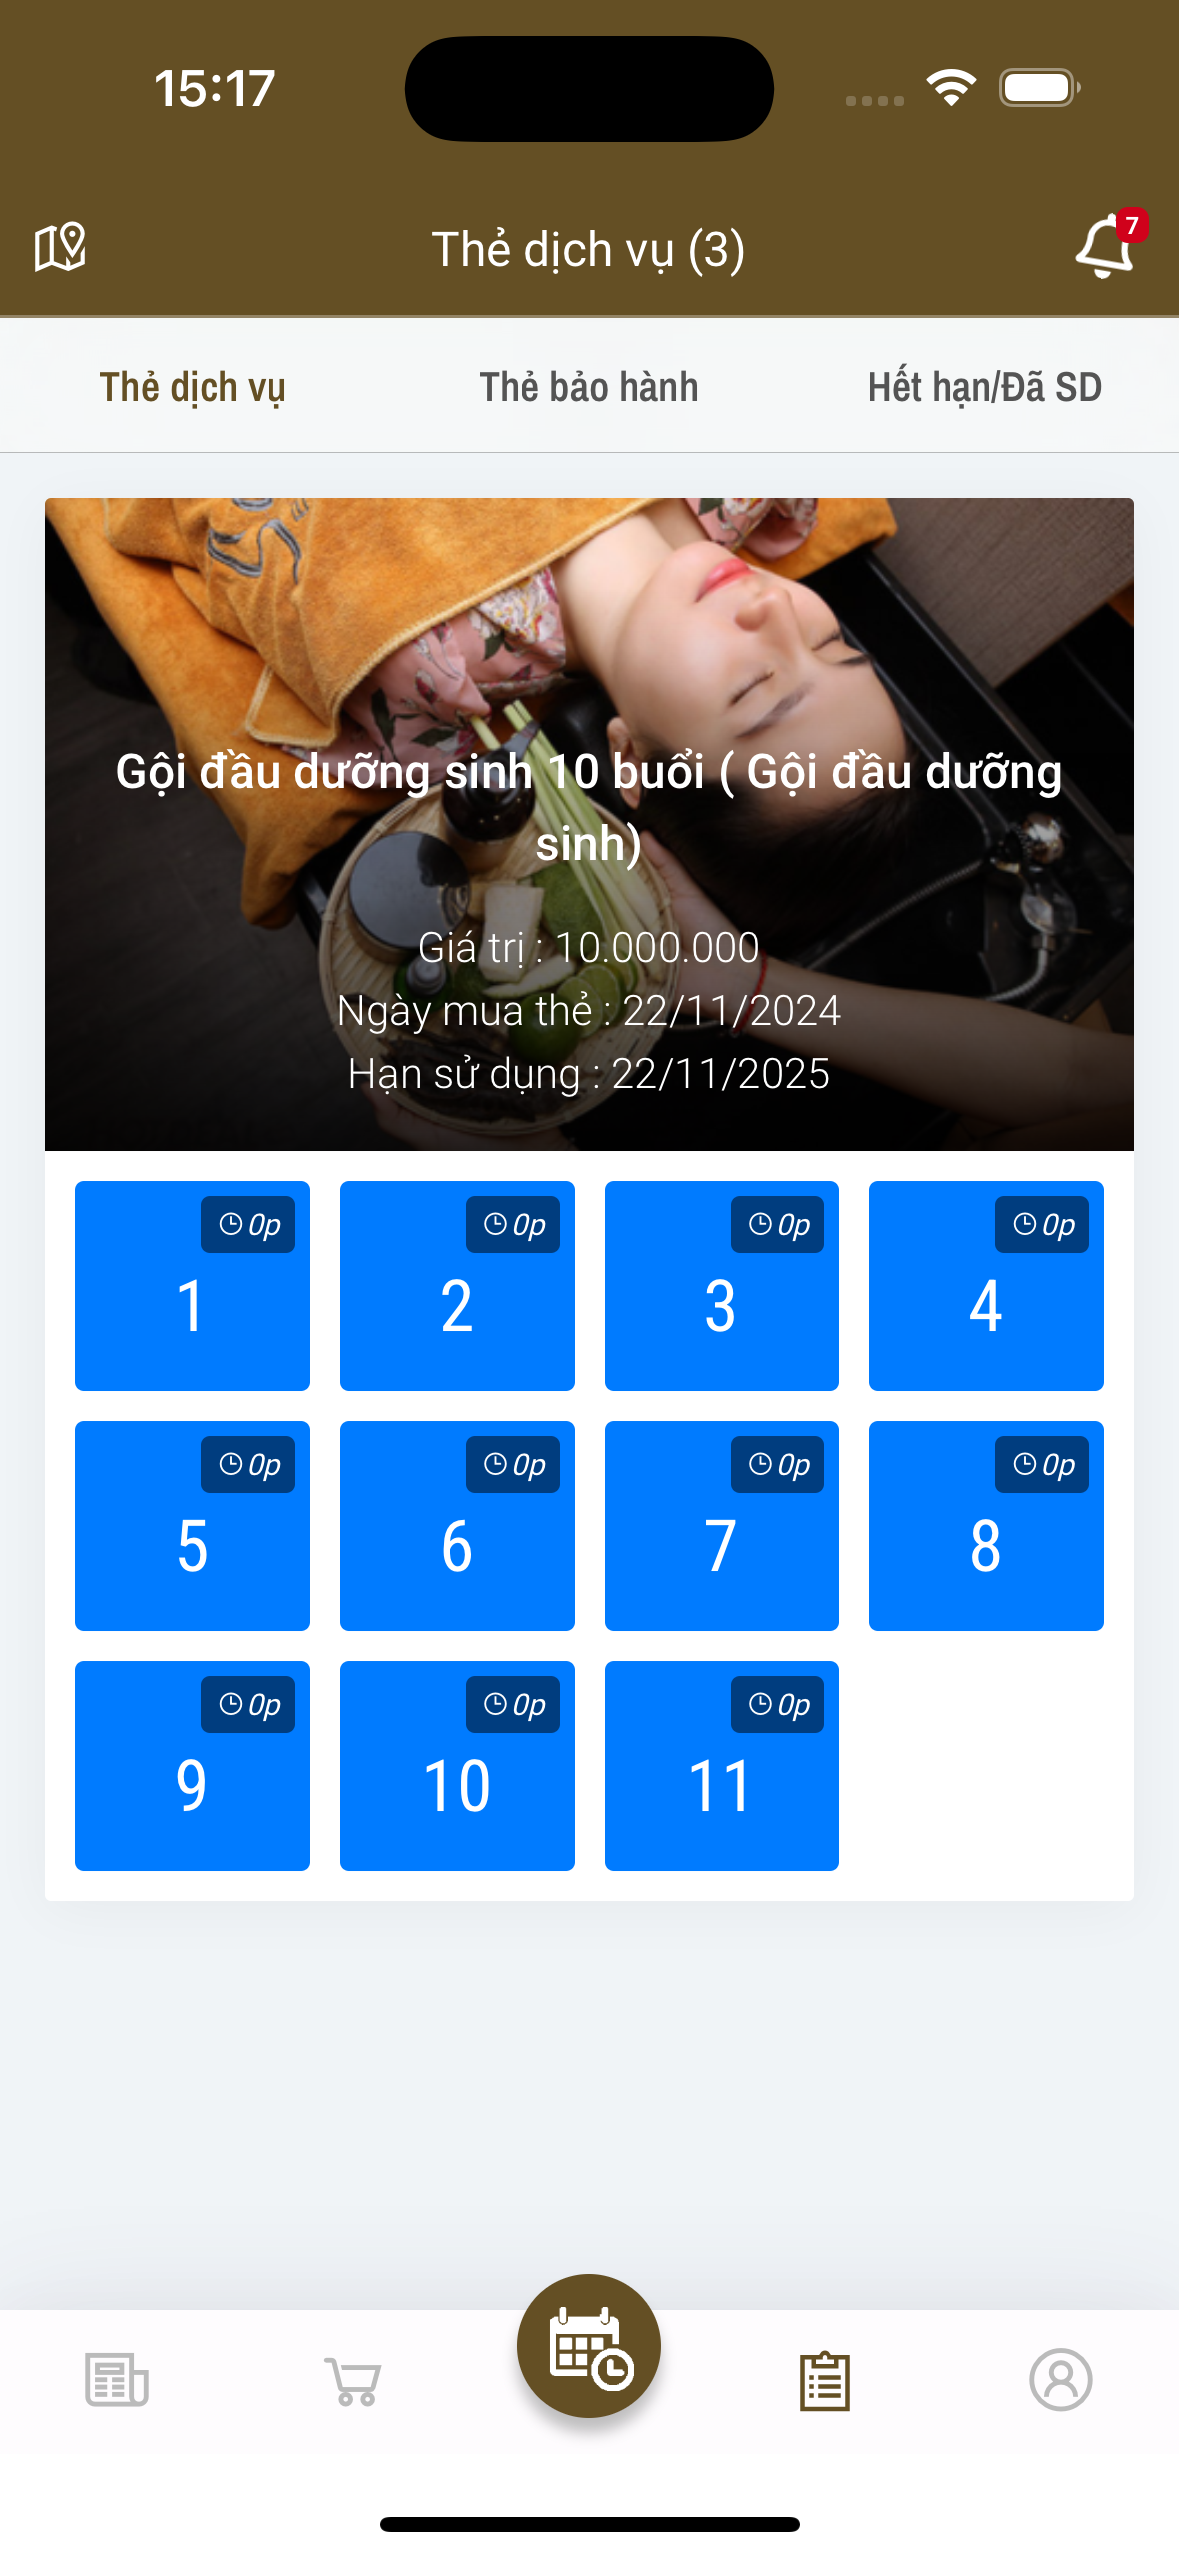 15:17
Thẻ dịch vụ (3)
7
Thẻ dịch vụ
Thẻ bảo hành
Hết hạn/Đã SD
Gội đầu dưỡng sinh 10 buổi ( Gội đầu dưỡng
sinh)
Giá trị : 10.000.000
Ngày mua thẻ : 22/11/2024
Hạn sử dụng : 22/11/2025
0p
1
0p
2
0p
3
0p
4
0p
5
0p
6
0p
7
0p
8
0p
9
0p
10
0p
11